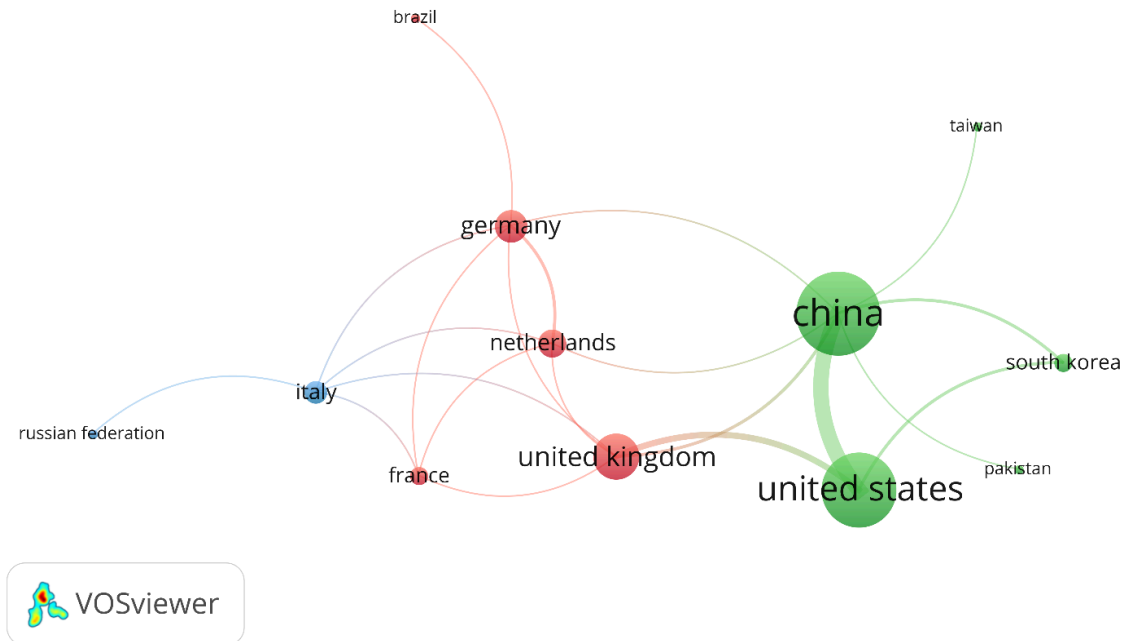 brazil
taiwan
germany
china
netherlands
south korea
italy
russian federation
united kingdom
pakistan
france
united states
VOSviewer